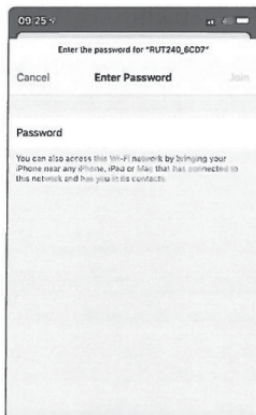 09:25
Enter the password for "RUT240_6CD7"
Cancel Enter Password Join
Password
You can also access this Wi-Fi network by bringing your
iPhone near any iPhone, iPad or Mac that has connected to
this network and has you in its contacts.